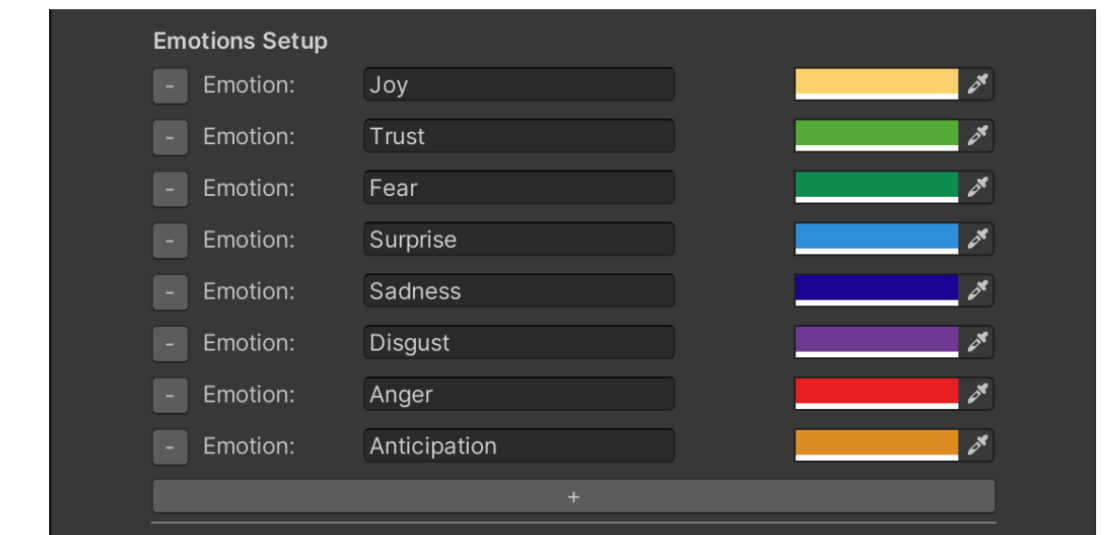 Emotions Setup
- Emotion: Joy
- Emotion: Trust
- Emotion: Fear
- Emotion: Surprise
- Emotion: Sadness
- Emotion: Disgust
- Emotion: Anger
- Emotion: Anticipation
+